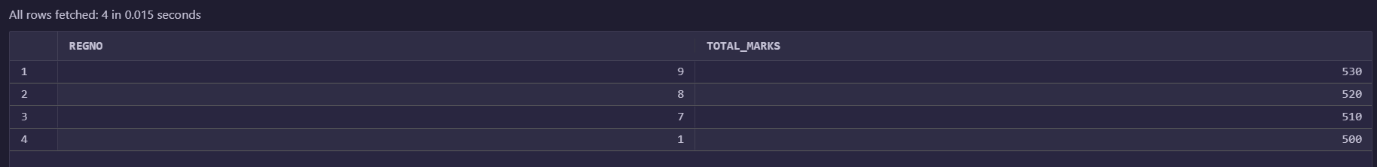 All rows fetched: 4 in 0.015 seconds
REGNO TOTAL_MARKS
1 9 530
2 8 520
3 7 510
4 1 500